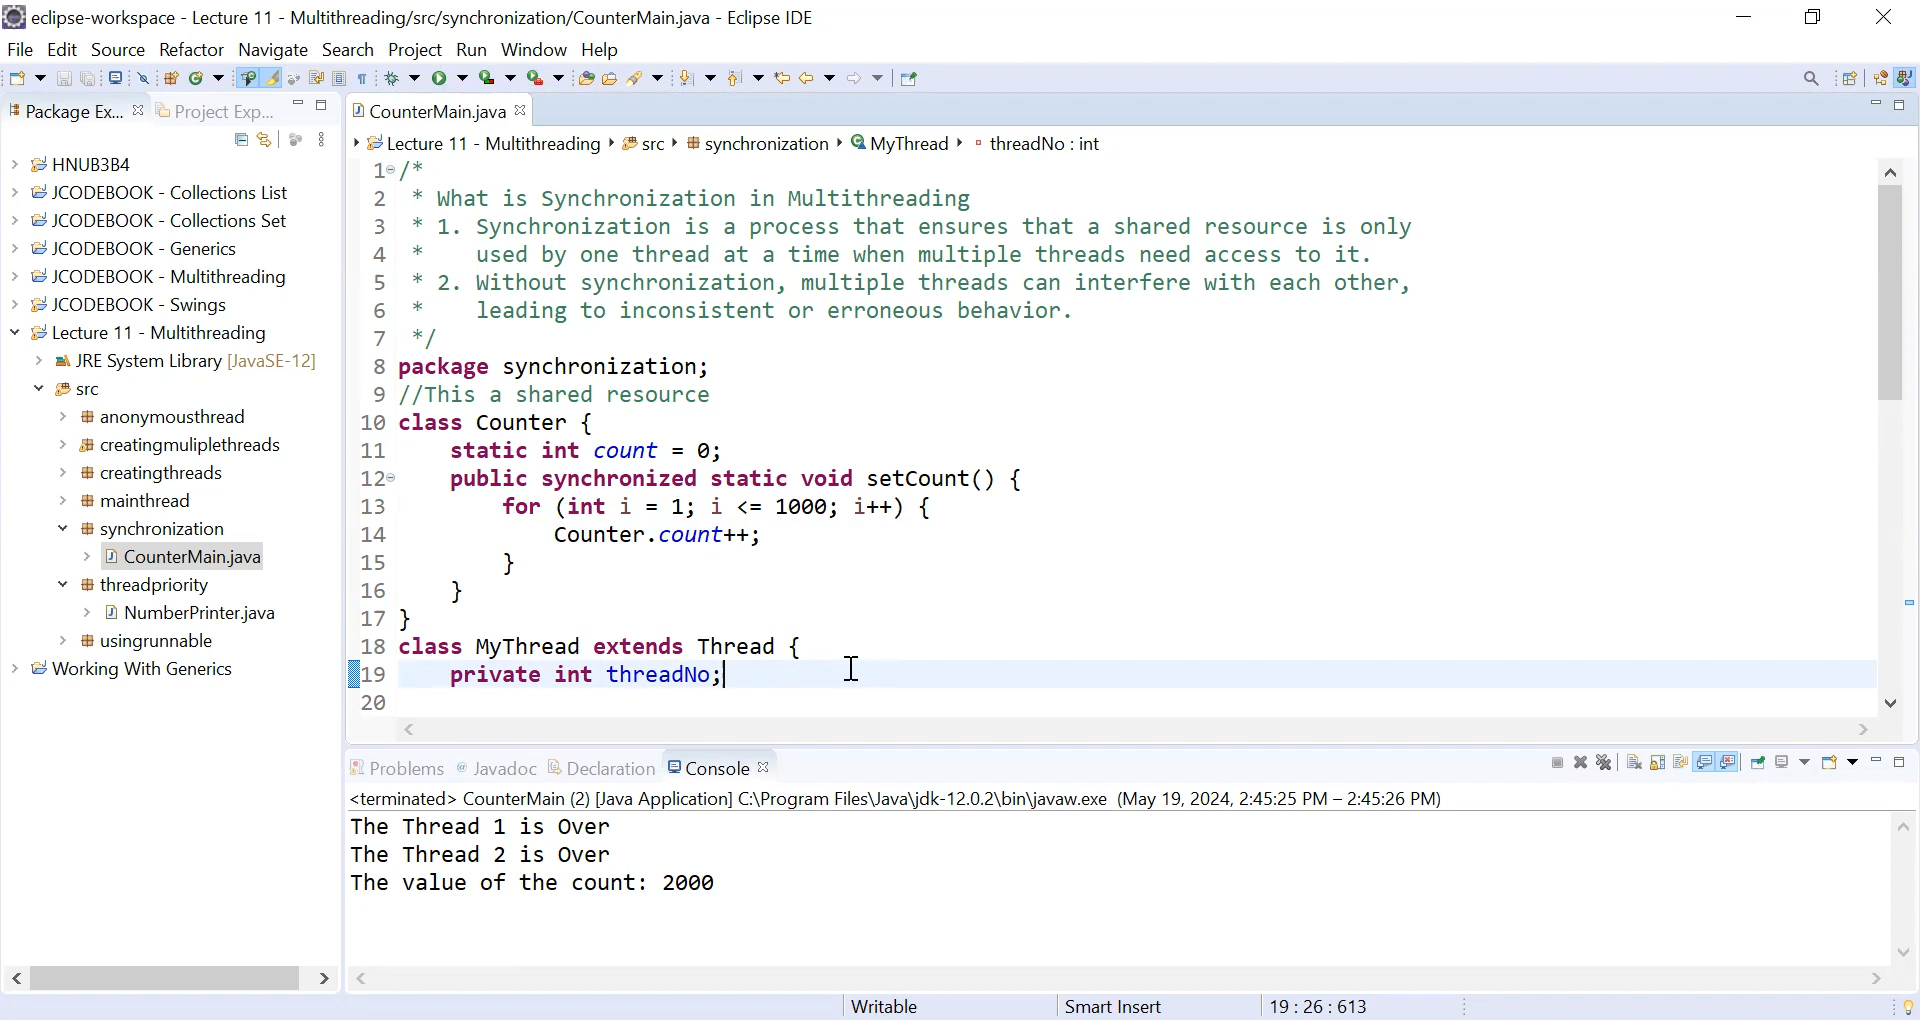 eclipse-workspace - Lecture 11 - Multithreading/src/synchronization/CounterMain.java - Eclipse IDE
File Edit Source Refactor Navigate Search Project Run Window Help
Package Ex... Project Exp...
HNUB3B4
JCODEBOOK - Collections List
JCODEBOOK - Collections Set
JCODEBOOK - Generics
JCODEBOOK - Multithreading
JCODEBOOK - Swings
Lecture 11 - Multithreading
JRE System Library [JavaSE-12]
src
anonymousthread
creatingmuliplethreads
creatingthreads
mainthread
synchronization
CounterMain.java
threadpriority
NumberPrinter.java
usingrunnable
Working With Generics
CounterMain.java
Lecture 11 - Multithreading src synchronization MyThread threadNo : int
1 /*
2 * What is Synchronization in Multithreading
3 * 1. Synchronization is a process that ensures that a shared resource is only
4 * used by one thread at a time when multiple threads need access to it.
5 * 2. Without synchronization, multiple threads can interfere with each other,
6 * leading to inconsistent or erroneous behavior.
7 */
8 package synchronization;
9 //This a shared resource
10 class Counter {
11 static int count = 0;
12 public synchronized static void setCount() {
13 for (int i = 1; i <= 1000; i++) {
14 Counter.count++;
15 }
16 }
17 }
18 class MyThread extends Thread {
19 private int threadNo;
20
Problems @ Javadoc Declaration Console
<terminated> CounterMain (2) [Java Application] C:\Program Files\Java\jdk-12.0.2\bin\javaw.exe (May 19, 2024, 2:45:25 PM – 2:45:26 PM)
The Thread 1 is Over
The Thread 2 is Over
The value of the count: 2000
Writable Smart Insert 19 : 26 : 613